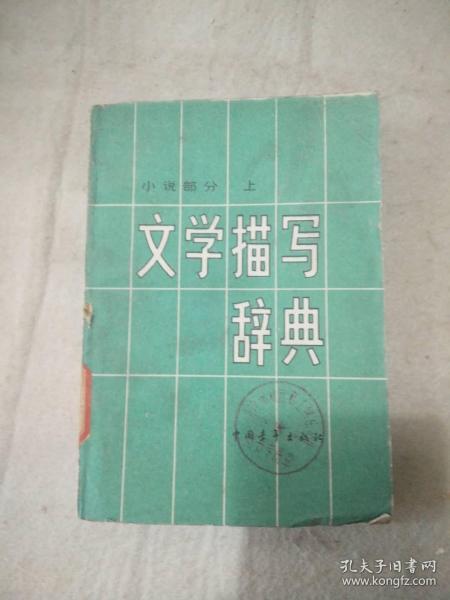 小说部分 上
文学描写
辞典
中国青年出版社
孔夫子旧书网
www.kongfz.com